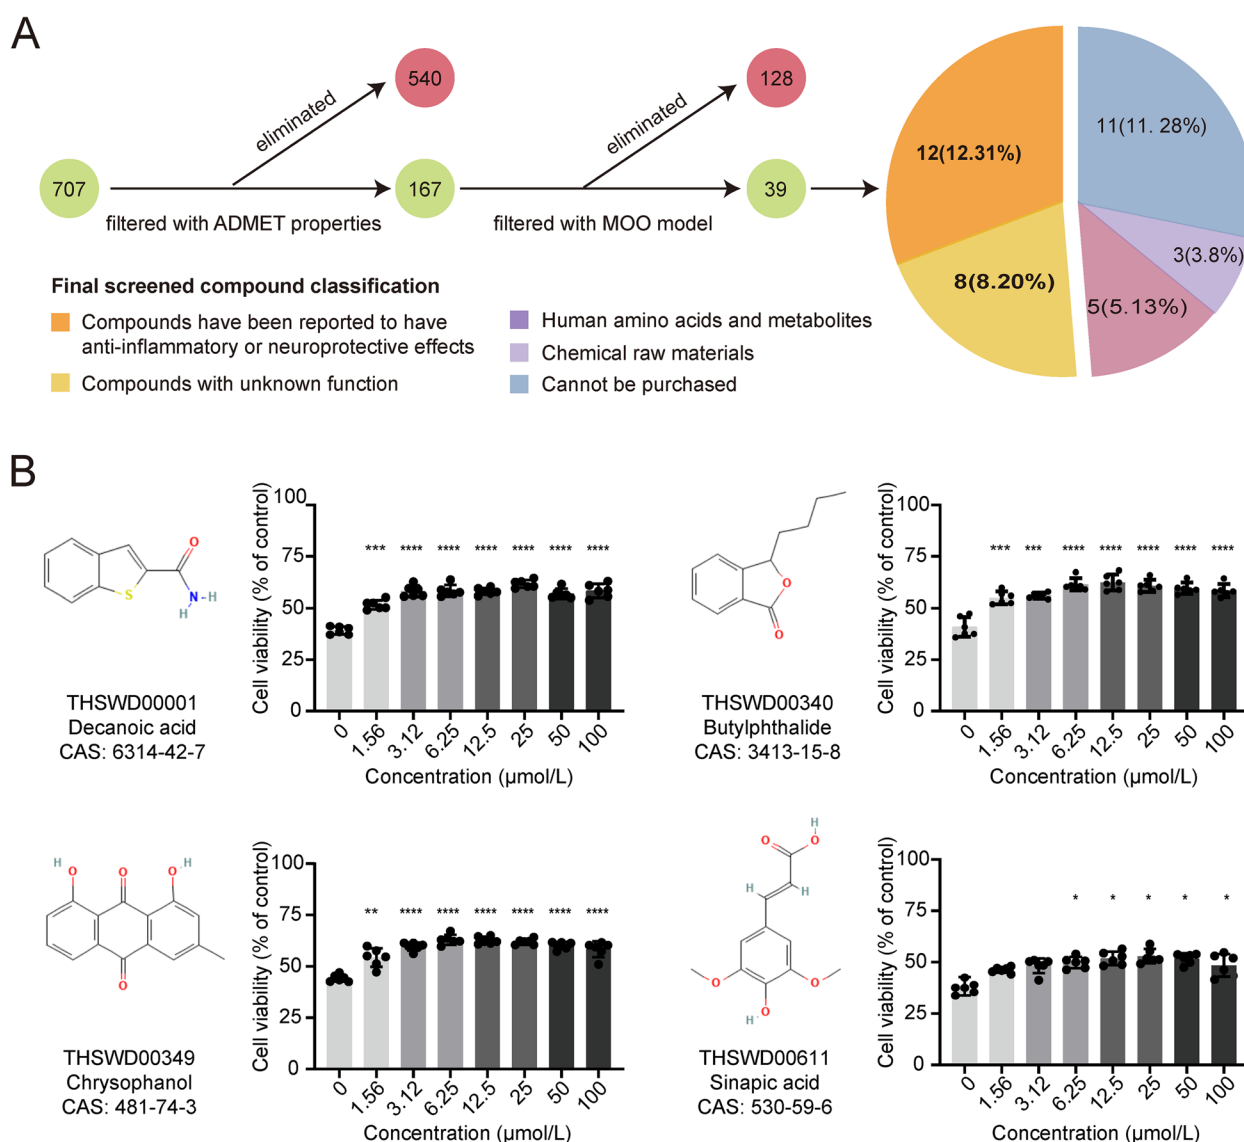 A
540
128
eliminated
eliminated
707
167
39
filtered with ADMET properties
filtered with MOO model
12(12.31%)
11(11. 28%)
3(3.8%)
8(8.20%)
5(5.13%)
Final screened compound classification
Compounds have been reported to have
anti-inflammatory or neuroprotective effects
Compounds with unknown function
Human amino acids and metabolites
Chemical raw materials
Cannot be purchased
B
O
S
N
H
H
THSWD00001
Decanoic acid
CAS: 6314-42-7
Cell viability (% of control)
100
75
50
25
0
*** **** **** **** **** **** ****
0 1.56 3.12 6.25 12.5 25 50 100
Concentration (μmol/L)
O
O
THSWD00340
Butylphthalide
CAS: 3413-15-8
Cell viability (% of control)
100
75
50
25
0
*** *** **** **** **** **** ****
0 1.56 3.12 6.25 12.5 25 50 100
Concentration (μmol/L)
H O O O H
O
THSWD00349
Chrysophanol
CAS: 481-74-3
Cell viability (% of control)
100
75
50
25
0
** **** **** **** **** **** ****
0 1.56 3.12 6.25 12.5 25 50 100
Concentration (μmol/L)
H
O O
H H
O O
O
H
THSWD00611
Sinapic acid
CAS: 530-59-6
Cell viability (% of control)
100
75
50
25
0
* * * * *
0 1.56 3.12 6.25 12.5 25 50 100
Concentration (μmol/L)